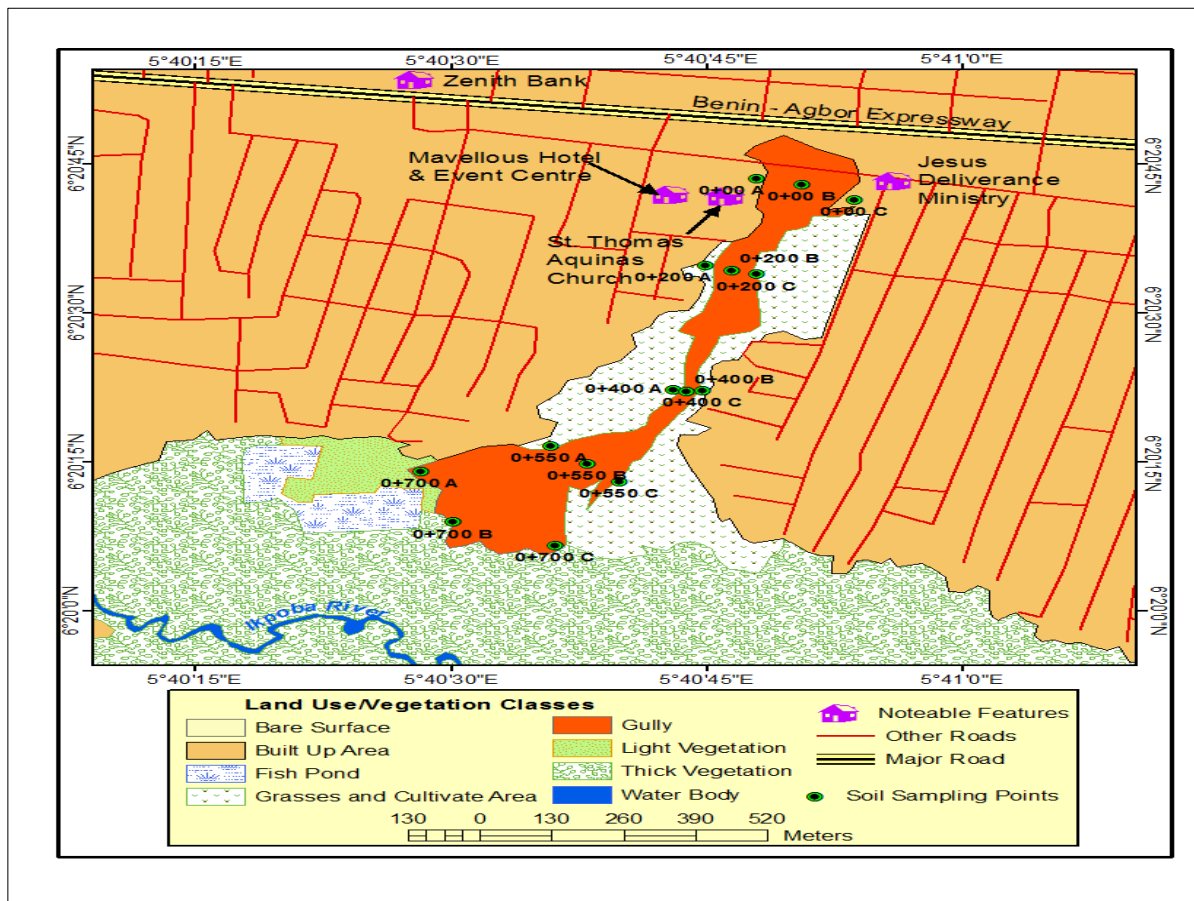 5°40'15"E
5°40'30"E
5°40'45"E
5°41'0"E
Zenith Bank
Benin - Agbor Expressway
6°20'45"N
6°20'45"N
Mavellous Hotel
& Event Centre
Jesus
Deliverance
Ministry
0+00 A
0+00 B
0+00 C
St. Thomas
Aquinas
Church
0+200 A
0+200 B
0+200 C
6°20'30"N
6°20'30"N
0+400 A
0+400 B
0+400 C
6°20'15"N
6°20'15"N
0+550 A
0+550 B
0+550 C
0+700 A
0+700 B
0+700 C
6°20'0"N
6°20'0"N
Ikpoba River
5°40'15"E
5°40'30"E
5°40'45"E
5°41'0"E
Land Use/Vegetation Classes
Bare Surface
Built Up Area
Fish Pond
Grasses and Cultivate Area
Gully
Light Vegetation
Thick Vegetation
Water Body
Noteable Features
Other Roads
Major Road
Soil Sampling Points
130 0 130 260 390 520
Meters